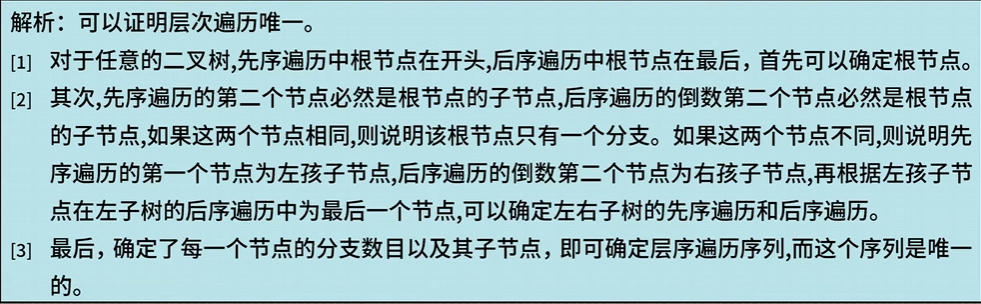 解析：可以证明层次遍历唯一。
[1] 对于任意的二叉树,先序遍历中根节点在开头,后序遍历中根节点在最后，首先可以确定根节点。
[2] 其次,先序遍历的第二个节点必然是根节点的子节点,后序遍历的倒数第二个节点必然是根节点
的子节点,如果这两个节点相同,则说明该根节点只有一个分支。如果这两个节点不同,则说明先
序遍历的第一个节点为左孩子节点,后序遍历的倒数第二个节点为右孩子节点,再根据左孩子节
点在左子树的后序遍历中为最后一个节点,可以确定左右子树的先序遍历和后序遍历。
[3] 最后，确定了每一个节点的分支数目以及其子节点，即可确定层序遍历序列,而这个序列是唯一
的。